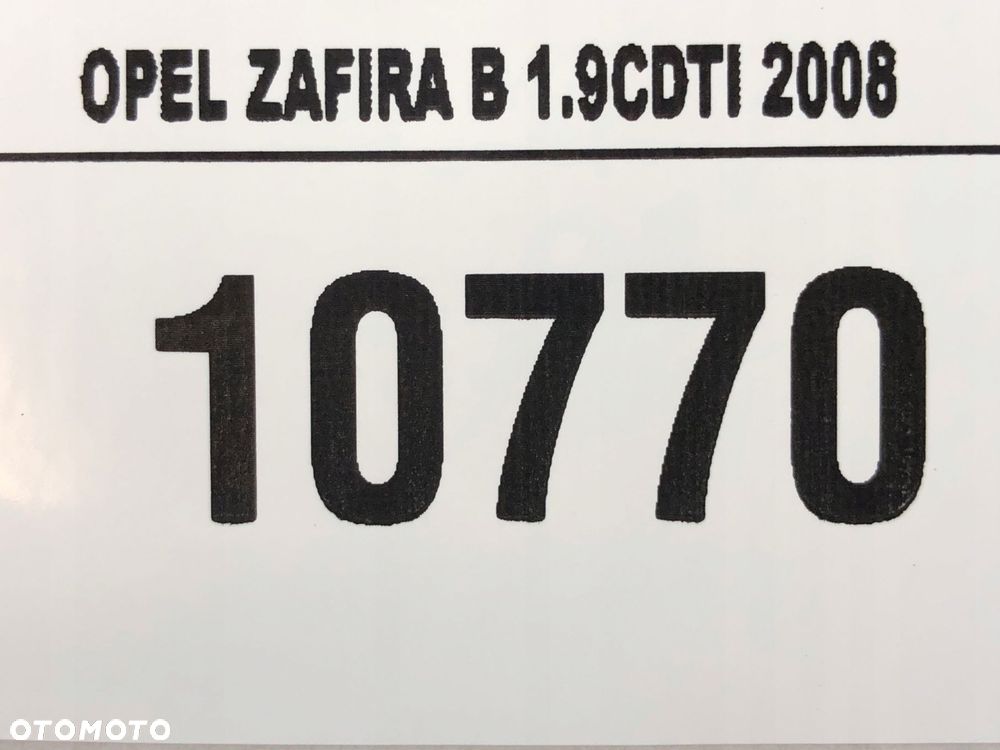 OPEL ZAFIRA B 1.9CDTI 2008
10770
OTOMOTO